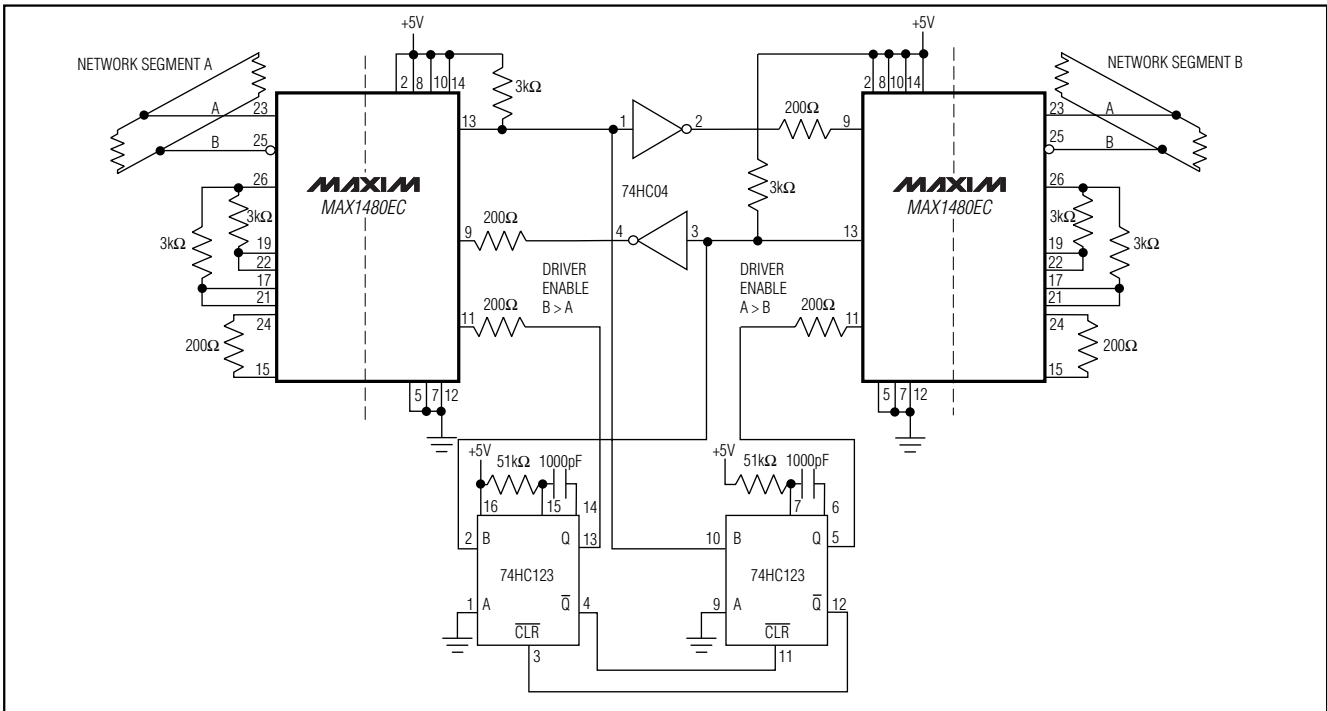 +5V
+5V
NETWORK SEGMENT A
NETWORK SEGMENT B
2 8 10 14
3kΩ
2 8 10 14
A
23
13
1
2
200Ω
9
23
A
B
25
25
B
MAXIM
MAX1480EC
74HC04
3kΩ
MAXIM
MAX1480EC
26
26
3kΩ
3kΩ
19
22
17
21
9
200Ω
4
3
13
3kΩ
3kΩ
19
22
17
21
DRIVER
ENABLE
B > A
DRIVER
ENABLE
A > B
200Ω
24
15
11
200Ω
200Ω
11
24
15
200Ω
5 7 12
5 7 12
+5V
51kΩ
1000pF
+5V
51kΩ
1000pF
16
15
14
7
6
2
B
Q
13
10
B
Q
5
74HC123
74HC123
1
A
Q̅
4
9
A
Q̅
12
C̅L̅R̅
C̅L̅R̅
3
11